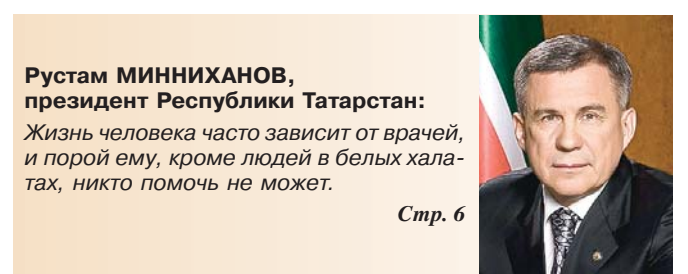 Рустам МИННИХАНОВ,
президент Республики Татарстан:
Жизнь человека часто зависит от врачей,
и порой ему, кроме людей в белых хала-
тах, никто помочь не может.
Стр. 6